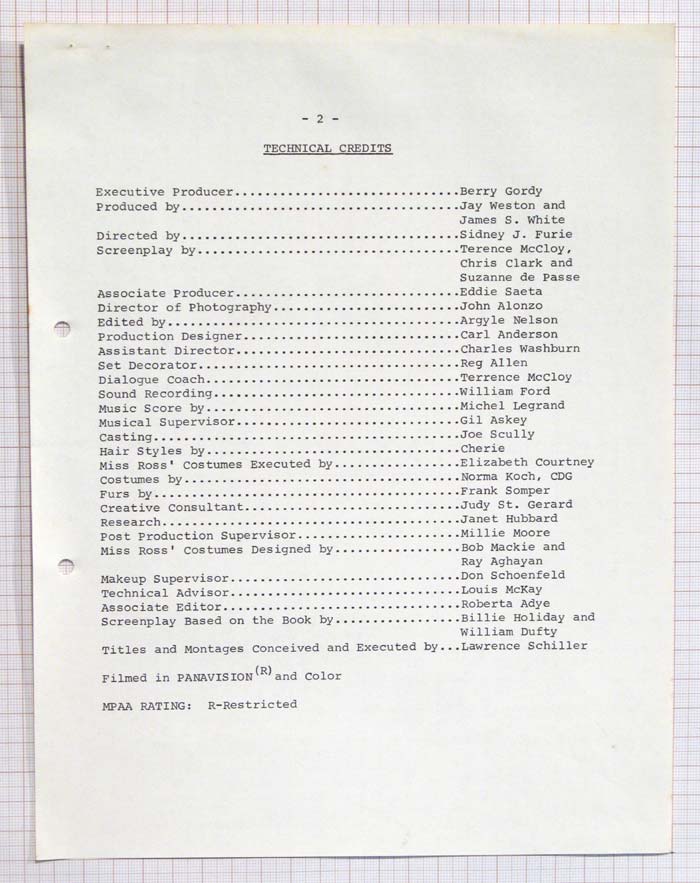 - 2 -
TECHNICAL CREDITS
Executive Producer.............................Berry Gordy
Produced by....................................Jay Weston and
James S. White
Directed by....................................Sidney J. Furie
Screenplay by..................................Terence McCloy,
Chris Clark and
Suzanne de Passe
Associate Producer.............................Eddie Saeta
Director of Photography........................John Alonzo
Edited by......................................Argyle Nelson
Production Designer............................Carl Anderson
Assistant Director.............................Charles Washburn
Set Decorator..................................Reg Allen
Dialogue Coach.................................Terrence McCloy
Sound Recording................................William Ford
Music Score by.................................Michel Legrand
Musical Supervisor.............................Gil Askey
Casting........................................Joe Scully
Hair Styles by.................................Cherie
Miss Ross' Costumes Executed by................Elizabeth Courtney
Costumes by....................................Norma Koch, CDG
Furs by........................................Frank Somper
Creative Consultant............................Judy St. Gerard
Research.......................................Janet Hubbard
Post Production Supervisor.....................Millie Moore
Miss Ross' Costumes Designed by................Bob Mackie and
Ray Aghayan
Makeup Supervisor..............................Don Schoenfeld
Technical Advisor..............................Louis McKay
Associate Editor...............................Roberta Adye
Screenplay Based on the Book by................Billie Holiday and
William Dufty
Titles and Montages Conceived and Executed by...Lawrence Schiller
Filmed in PANAVISION(R) and Color
MPAA RATING: R-Restricted